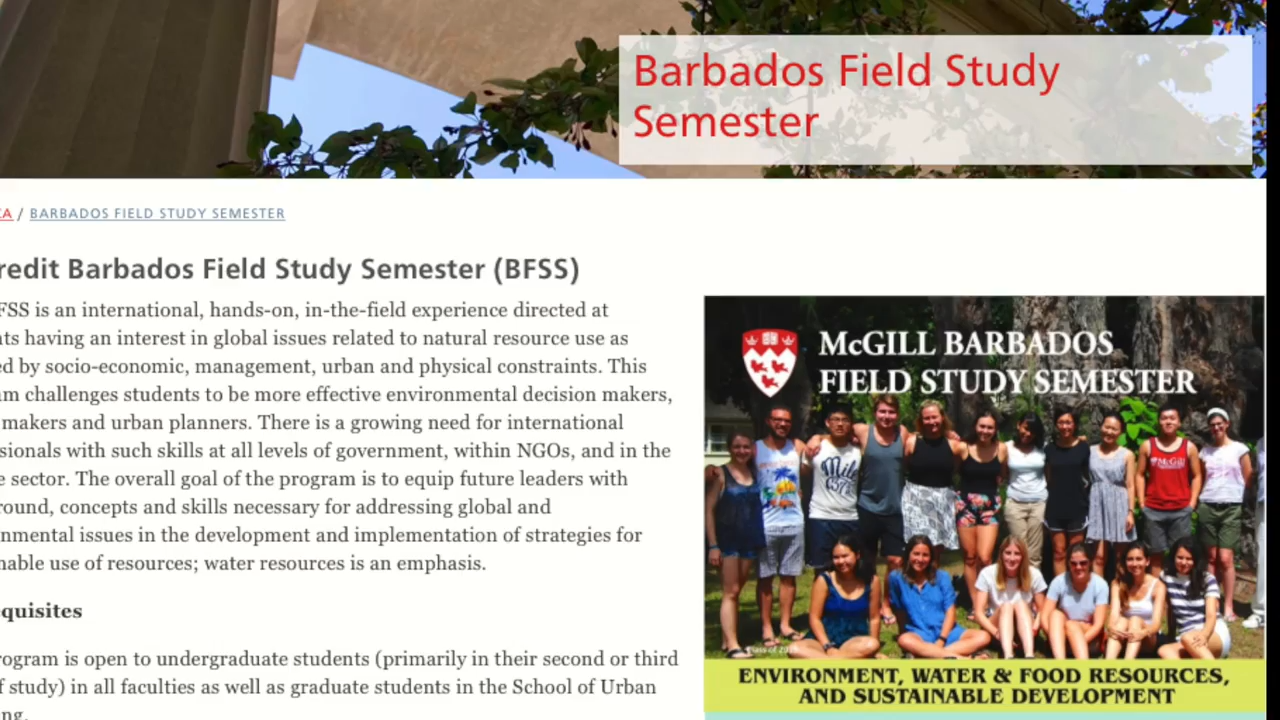 Barbados Field Study
Semester
CA / BARBADOS FIELD STUDY SEMESTER
redit Barbados Field Study Semester (BFSS)
FSS is an international, hands-on, in-the-field experience directed at
nts having an interest in global issues related to natural resource use as
ed by socio-economic, management, urban and physical constraints. This
am challenges students to be more effective environmental decision makers,
makers and urban planners. There is a growing need for international
sionals with such skills at all levels of government, within NGOs, and in the
e sector. The overall goal of the program is to equip future leaders with
round, concepts and skills necessary for addressing global and
nmental issues in the development and implementation of strategies for
nable use of resources; water resources is an emphasis.
equisites
rogram is open to undergraduate students (primarily in their second or third
f study) in all faculties as well as graduate students in the School of Urban
ng.
McGILL BARBADOS
FIELD STUDY SEMESTER
McGill
Class of
ENVIRONMENT, WATER & FOOD RESOURCES,
AND SUSTAINABLE DEVELOPMENT